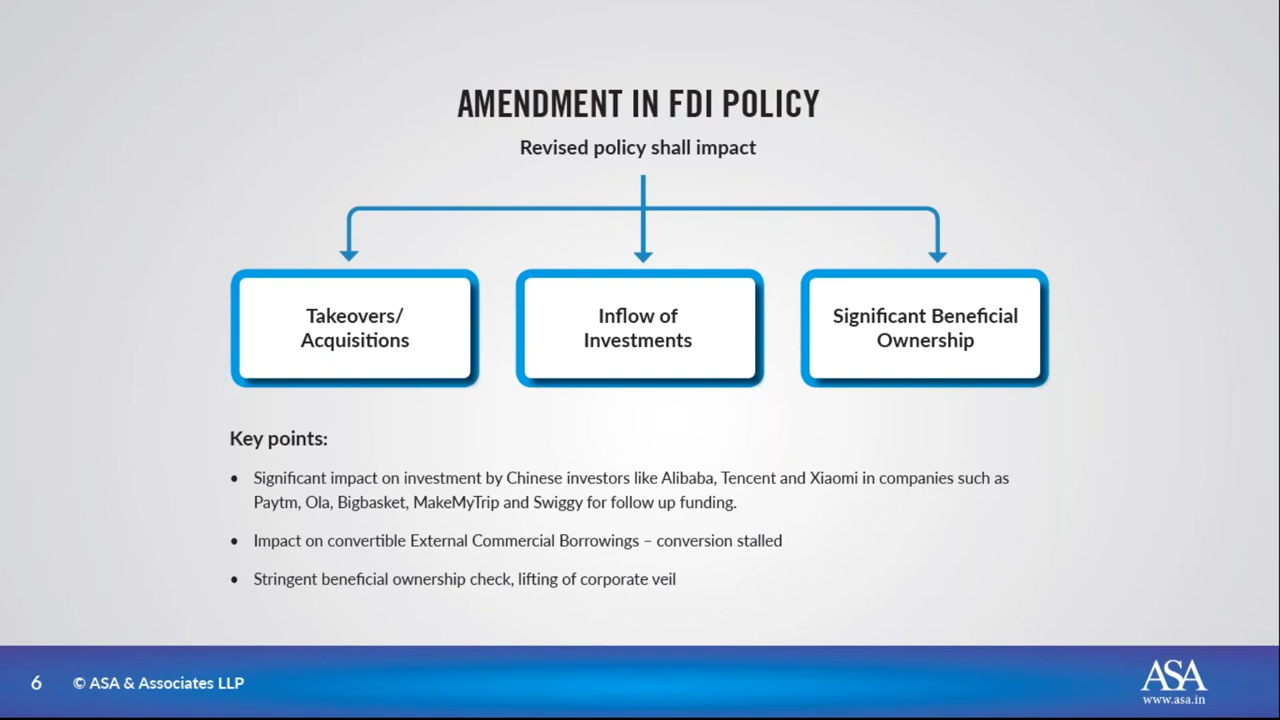 AMENDMENT IN FDI POLICY
Revised policy shall impact
Takeovers/
Acquisitions
Inflow of
Investments
Significant Beneficial
Ownership
Key points:
• Significant impact on investment by Chinese investors like Alibaba, Tencent and Xiaomi in companies such as
Paytm, Ola, Bigbasket, MakeMyTrip and Swiggy for follow up funding.
• Impact on convertible External Commercial Borrowings – conversion stalled
• Stringent beneficial ownership check, lifting of corporate veil
6 © ASA & Associates LLP
ASA
www.asa.in